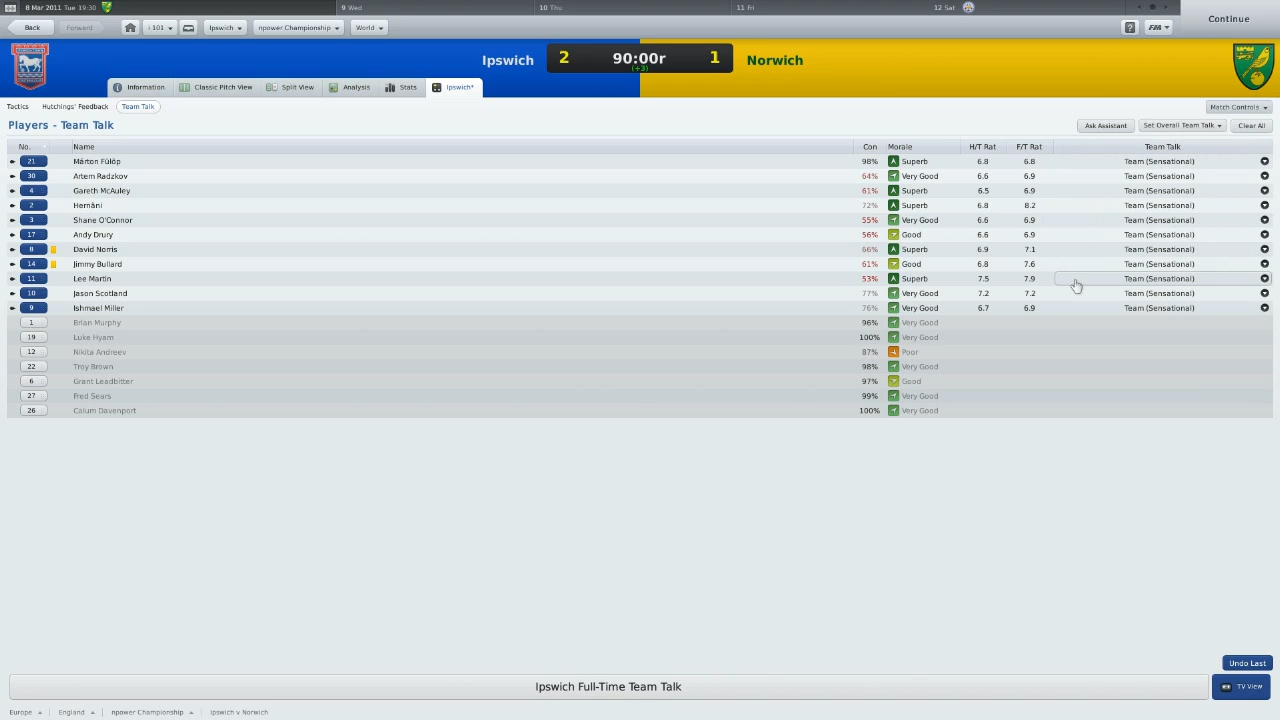 8 Mar 2011 Tue 19:30 9 Wed 10 Thu 11 Fri 12 Sat
Back Forward i 101 Ipswich npower Championship World ? FM Continue
Ipswich 2 90:00r 1 Norwich
(+3)
Information Classic Pitch View Split View Analysis Stats Ipswich*
Tactics Hutchings' Feedback Team Talk Match Controls
Players - Team Talk Ask Assistant Set Overall Team Talk Clear All
No. Name Con Morale H/T Rat F/T Rat Team Talk
21 Márton Fülöp 98% Superb 6.8 6.8 Team (Sensational)
30 Artem Radzkov 64% Very Good 6.6 6.9 Team (Sensational)
4 Gareth McAuley 61% Superb 6.5 6.9 Team (Sensational)
2 Hernâni 72% Superb 6.8 8.2 Team (Sensational)
3 Shane O'Connor 55% Very Good 6.6 6.9 Team (Sensational)
17 Andy Drury 56% Good 6.6 6.9 Team (Sensational)
8 David Norris 66% Superb 6.9 7.1 Team (Sensational)
14 Jimmy Bullard 61% Good 6.8 7.6 Team (Sensational)
11 Lee Martin 53% Superb 7.5 7.9 Team (Sensational)
10 Jason Scotland 77% Very Good 7.2 7.2 Team (Sensational)
9 Ishmael Miller 76% Very Good 6.7 6.9 Team (Sensational)
1 Brian Murphy 96% Very Good
19 Luke Hyam 100% Very Good
12 Nikita Andreev 87% Poor
22 Troy Brown 98% Very Good
6 Grant Leadbitter 97% Good
27 Fred Sears 99% Very Good
26 Calum Davenport 100% Very Good
Undo Last
Ipswich Full-Time Team Talk TV View
Europe England npower Championship Ipswich v Norwich